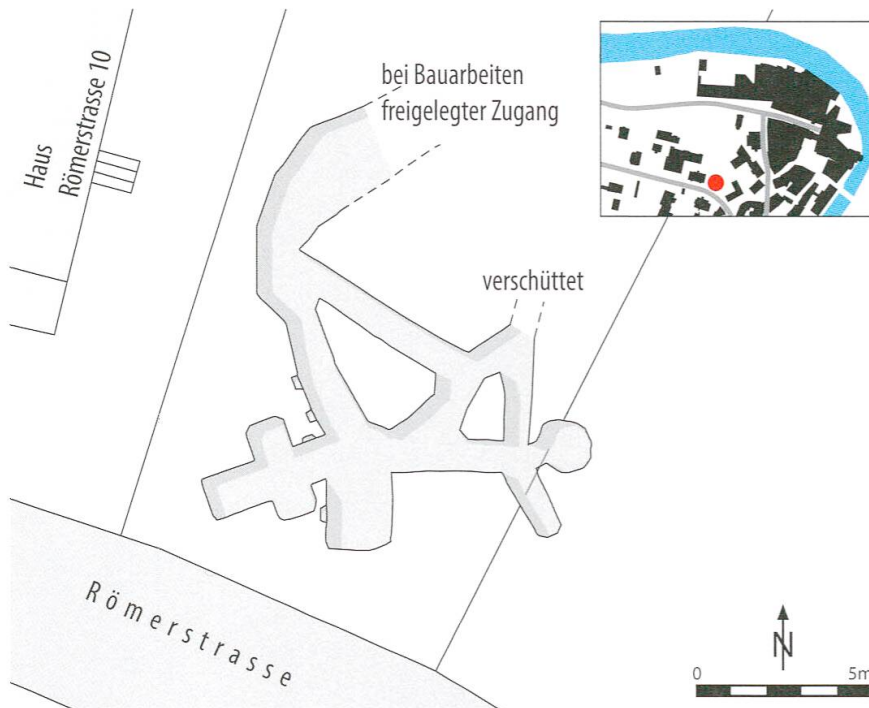 Haus
Römerstrasse 10
bei Bauarbeiten
freigelegter Zugang
verschüttet
Römerstrasse
N
0 5m